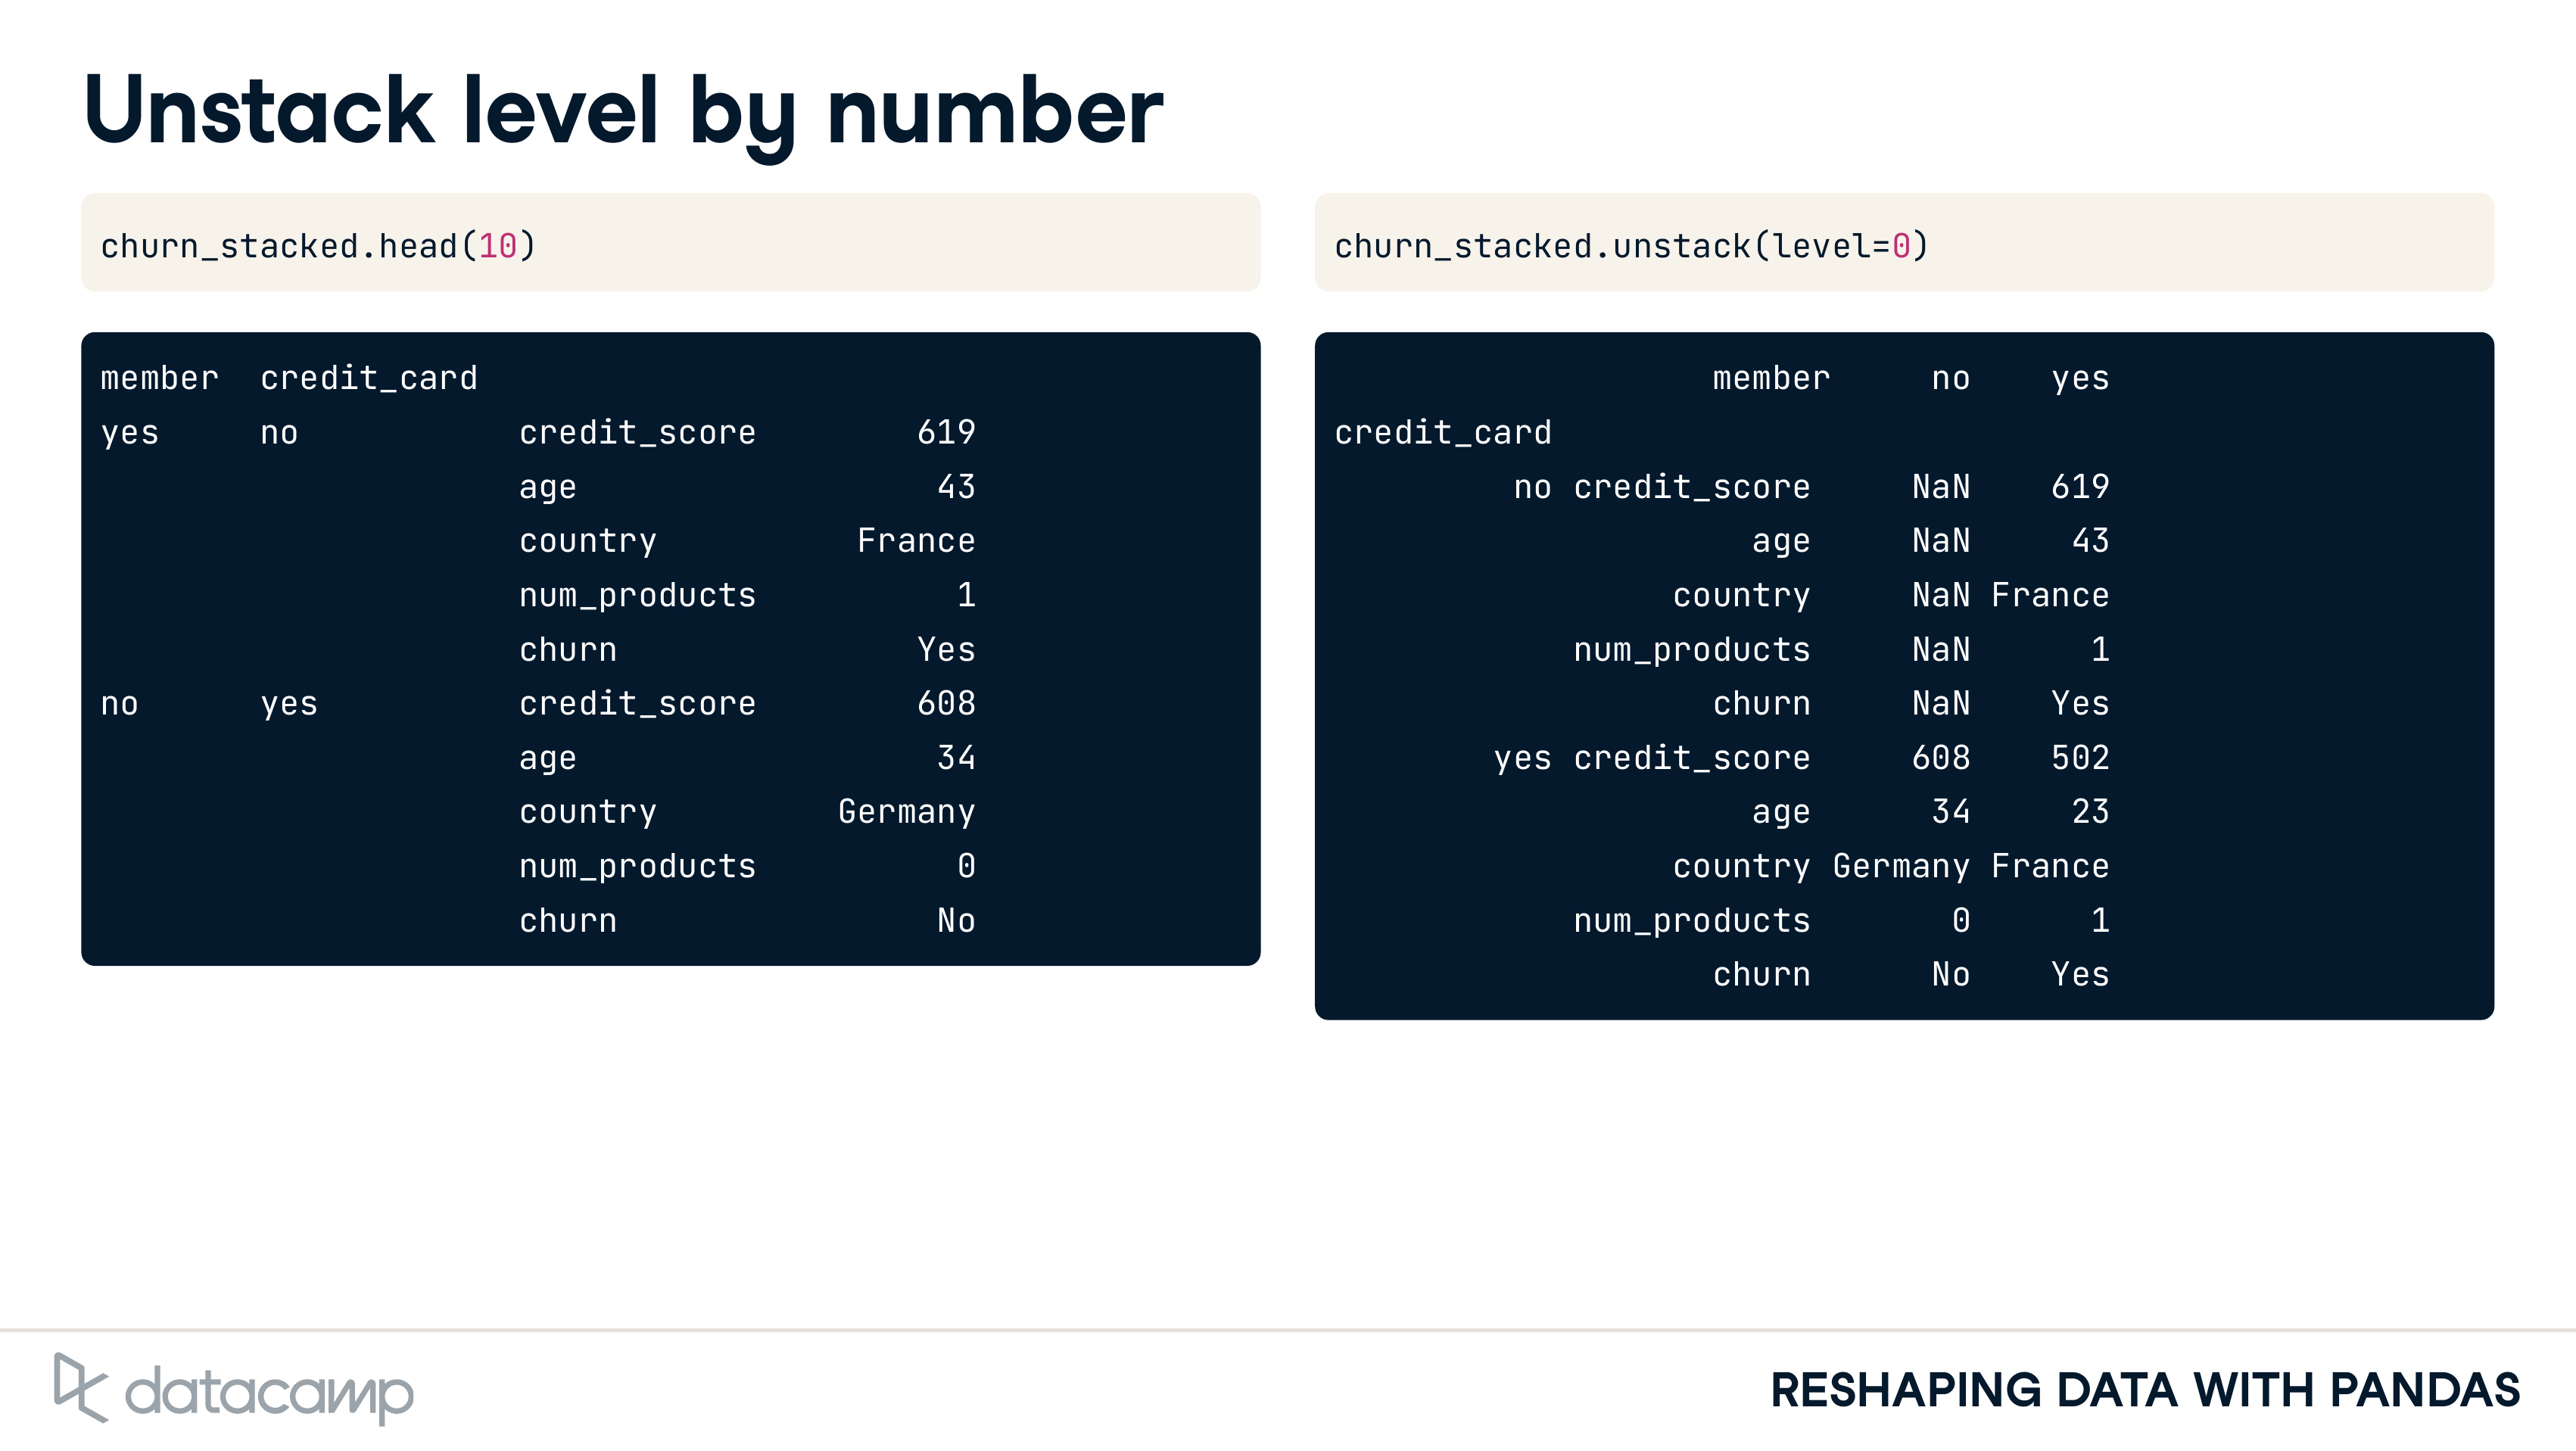 Unstack level by number
churn_stacked.head(10)
member  credit_card
yes     no           credit_score        619
                     age                  43
                     country          France
                     num_products          1
                     churn               Yes
no      yes          credit_score        608
                     age                  34
                     country         Germany
                     num_products          0
                     churn                No
churn_stacked.unstack(level=0)
                   member     no    yes
credit_card
         no credit_score     NaN    619
                     age     NaN     43
                 country     NaN France
            num_products     NaN      1
                   churn     NaN    Yes
        yes credit_score     608    502
                     age      34     23
                 country Germany France
            num_products       0      1
                   churn      No    Yes
datacamp
RESHAPING DATA WITH PANDAS